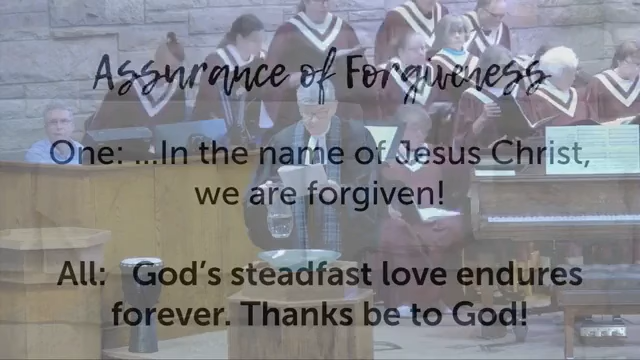 Assurance of Forgiveness
One: ...In the name of Jesus Christ,
we are forgiven!
All: God's steadfast love endures
forever. Thanks be to God!